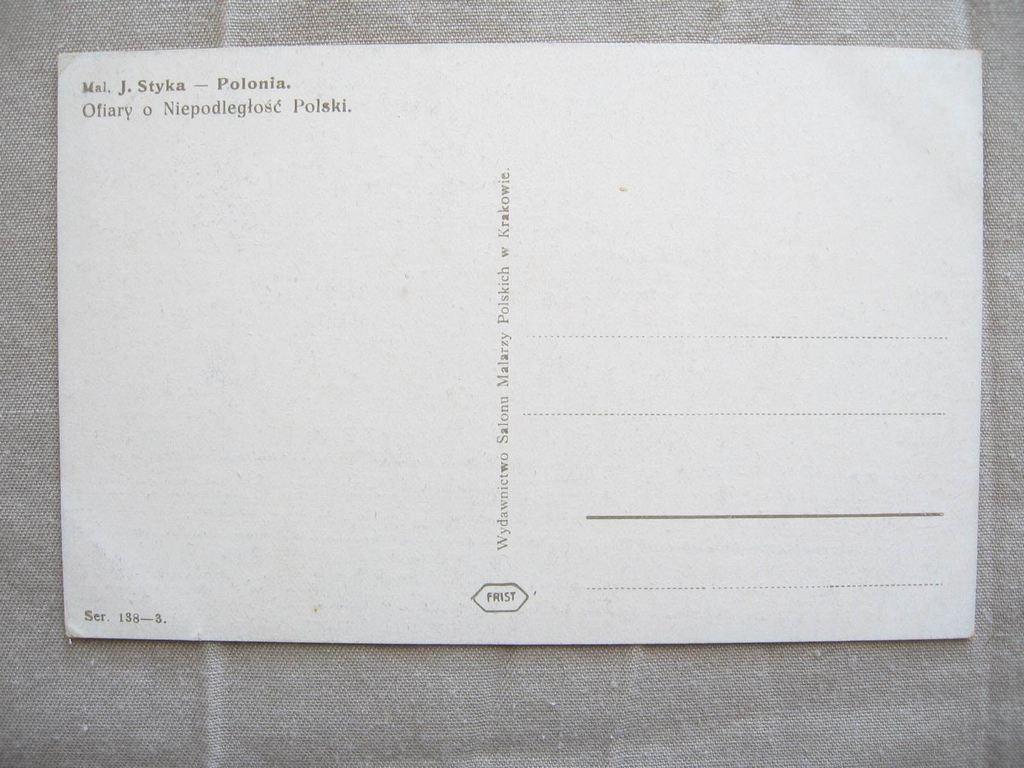 Mal. J. Styka — Polonia.
Ofiary o Niepodległość Polski.
Wydawnictwo Salonu Malarzy Polskich w Krakowie.
FRIST
Ser. 138—3.